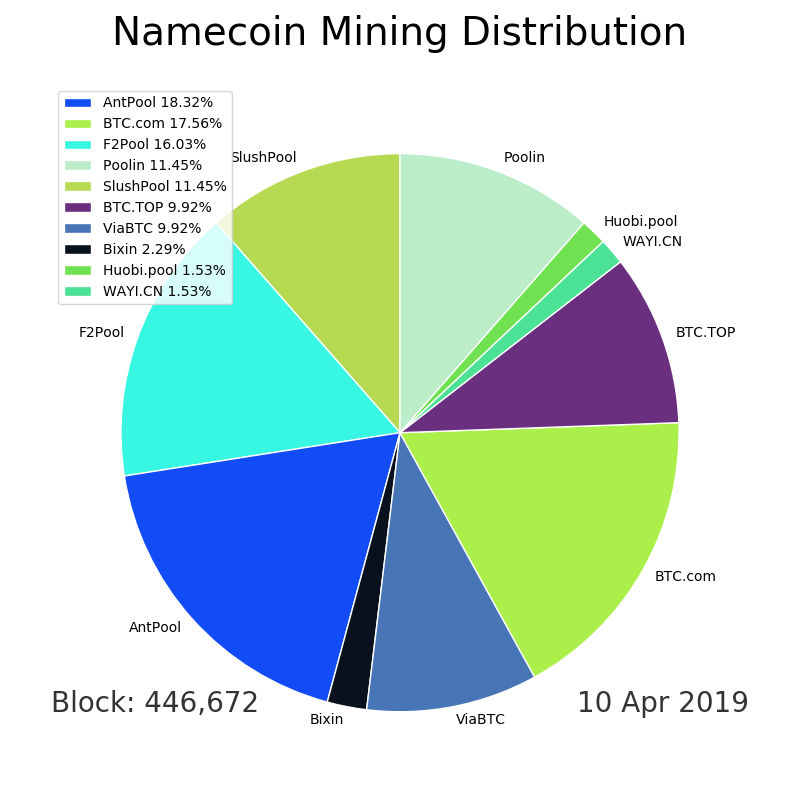 Namecoin Mining Distribution
AntPool 18.32%
BTC.com 17.56%
F2Pool 16.03%
Poolin 11.45%
SlushPool 11.45%
BTC.TOP 9.92%
ViaBTC 9.92%
Bixin 2.29%
Huobi.pool 1.53%
WAYI.CN 1.53%
SlushPool
Poolin
Huobi.pool
WAYI.CN
F2Pool
BTC.TOP
BTC.com
AntPool
Bixin
ViaBTC
Block: 446,672
10 Apr 2019